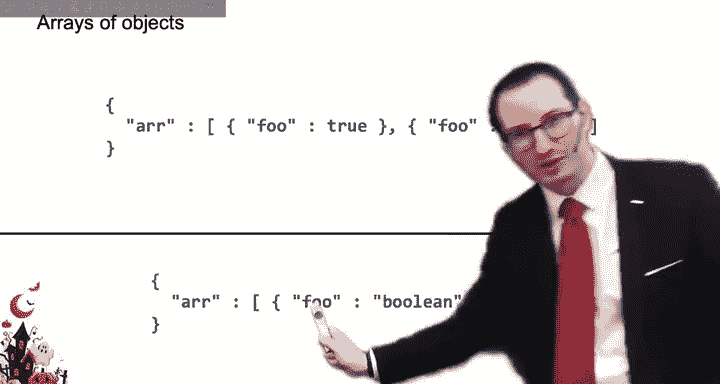 Arrays of objects
{
"arr" : [ { "foo" : true }, { "foo" : ]
}
{
"arr" : [ { "foo" : "boolean"
}